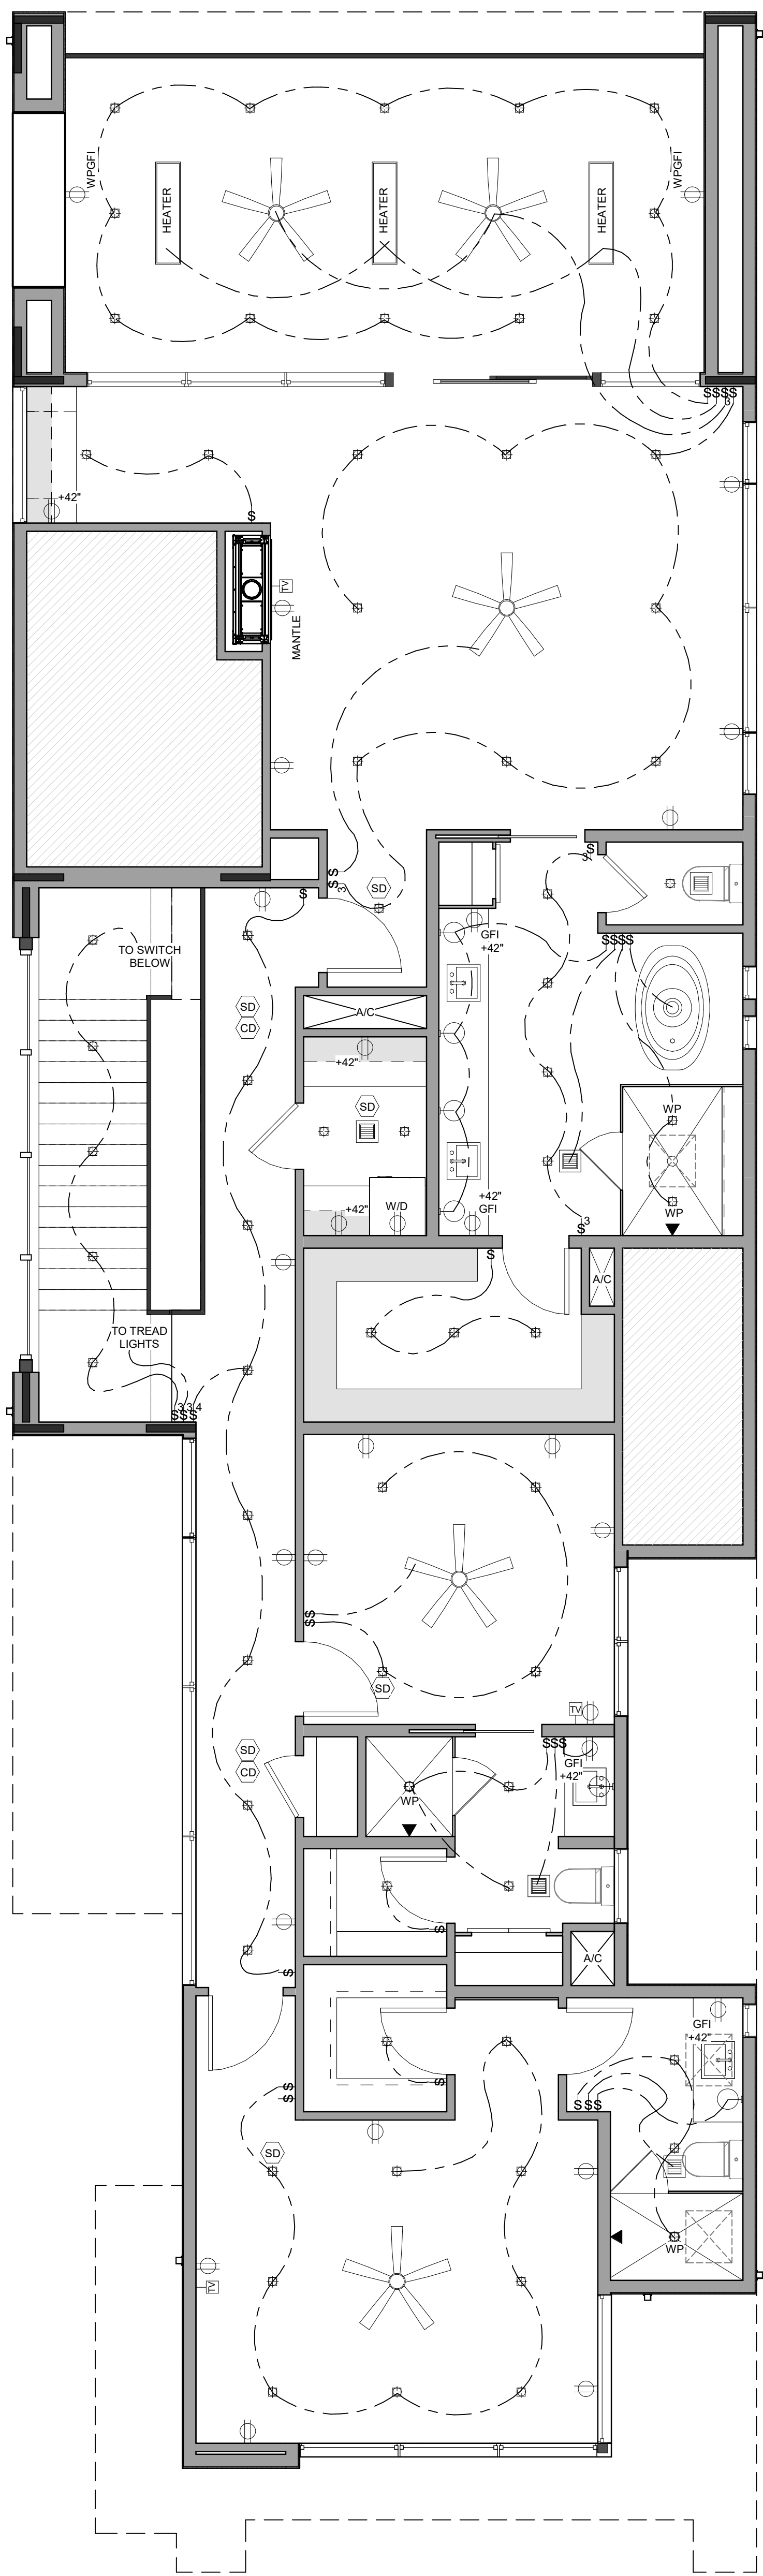 WPGFI
WPGFI
HEATER
HEATER
HEATER
$$$$
3
+42"
$
TV
MANTLE
$
$
3
SD
$
3
$
TO SWITCH
BELOW
GFI
+42"
$$$$
SD
CD
A/C
+42"
SD
WP
+42"
W/D
+42"
GFI
WP
$
3
$
A/C
TO TREAD
LIGHTS
3
3
4
$$$
$
$
SD
TV
$$$
SD
CD
GFI
+42"
WP
$
A/C
$
GFI
+42"
$
$
$
$$$
SD
WP
TV